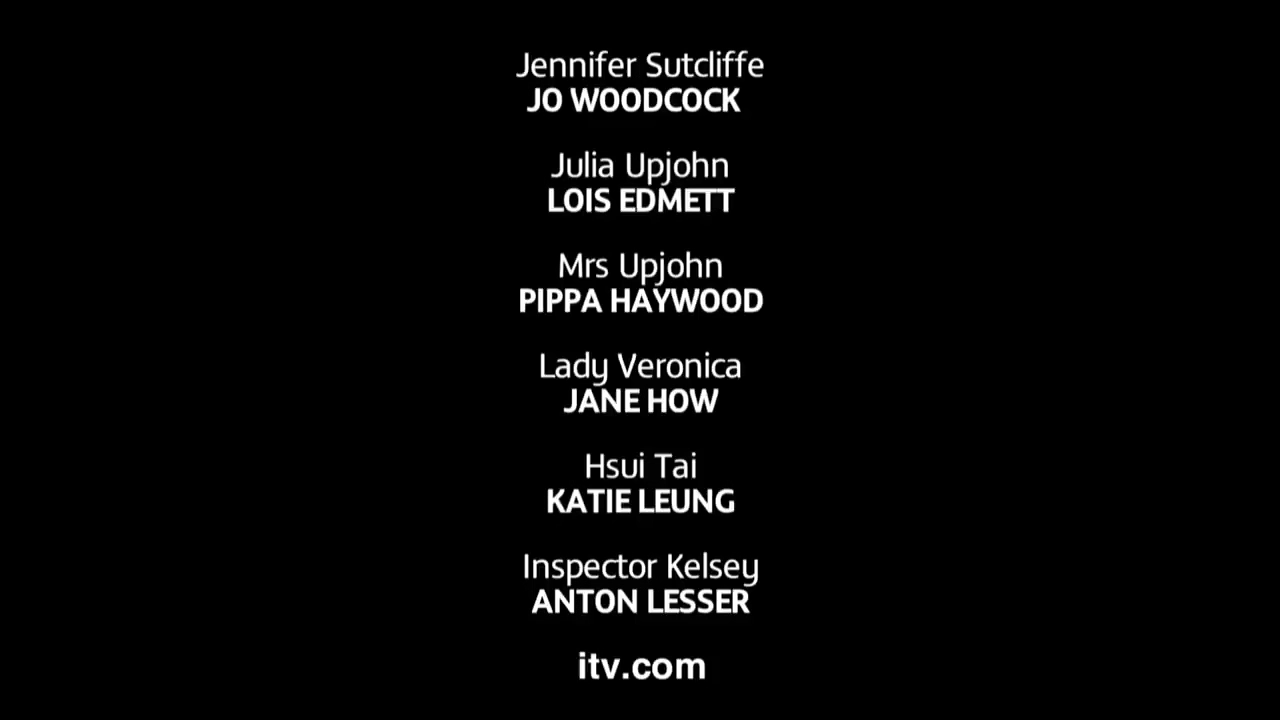 Jennifer Sutcliffe
JO WOODCOCK
Julia Upjohn
LOIS EDMETT
Mrs Upjohn
PIPPA HAYWOOD
Lady Veronica
JANE HOW
Hsui Tai
KATIE LEUNG
Inspector Kelsey
ANTON LESSER
itv.com